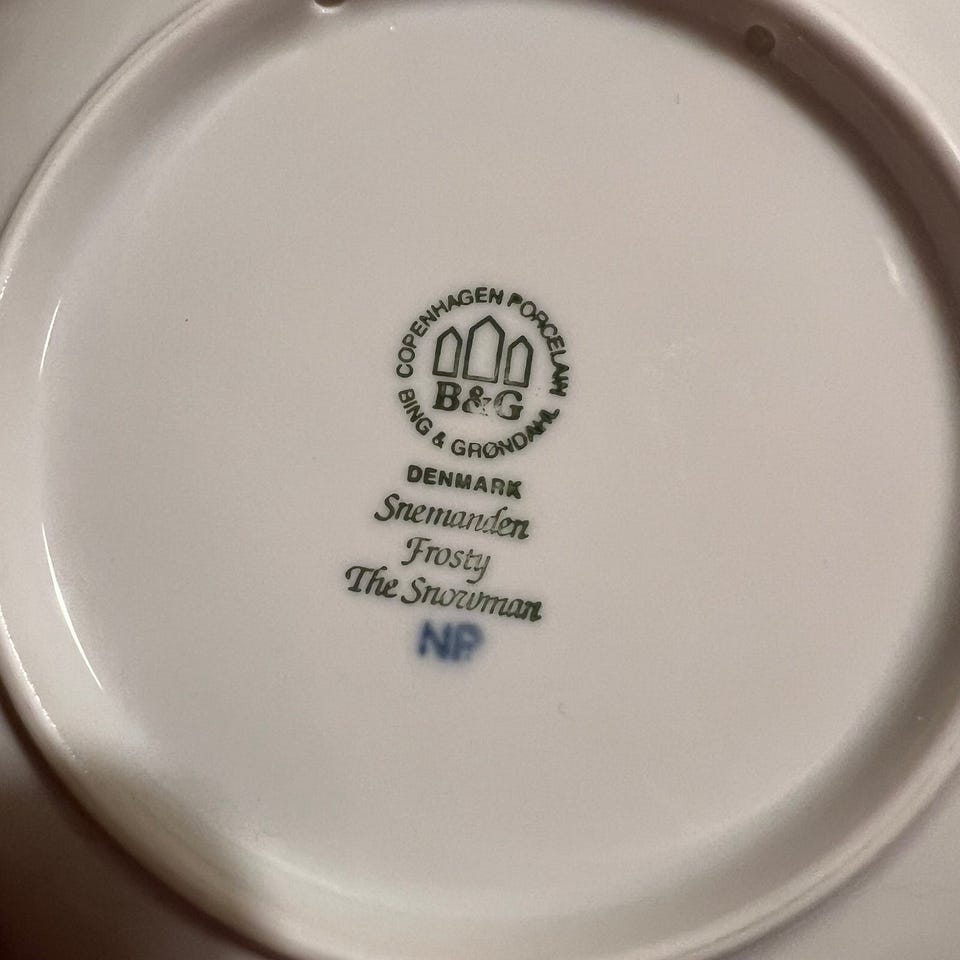 COPENHAGEN PORCELAIN
B&G
BING & GRØNDAHL
DENMARK
Snemanden
Frosty
The Snowman
NP